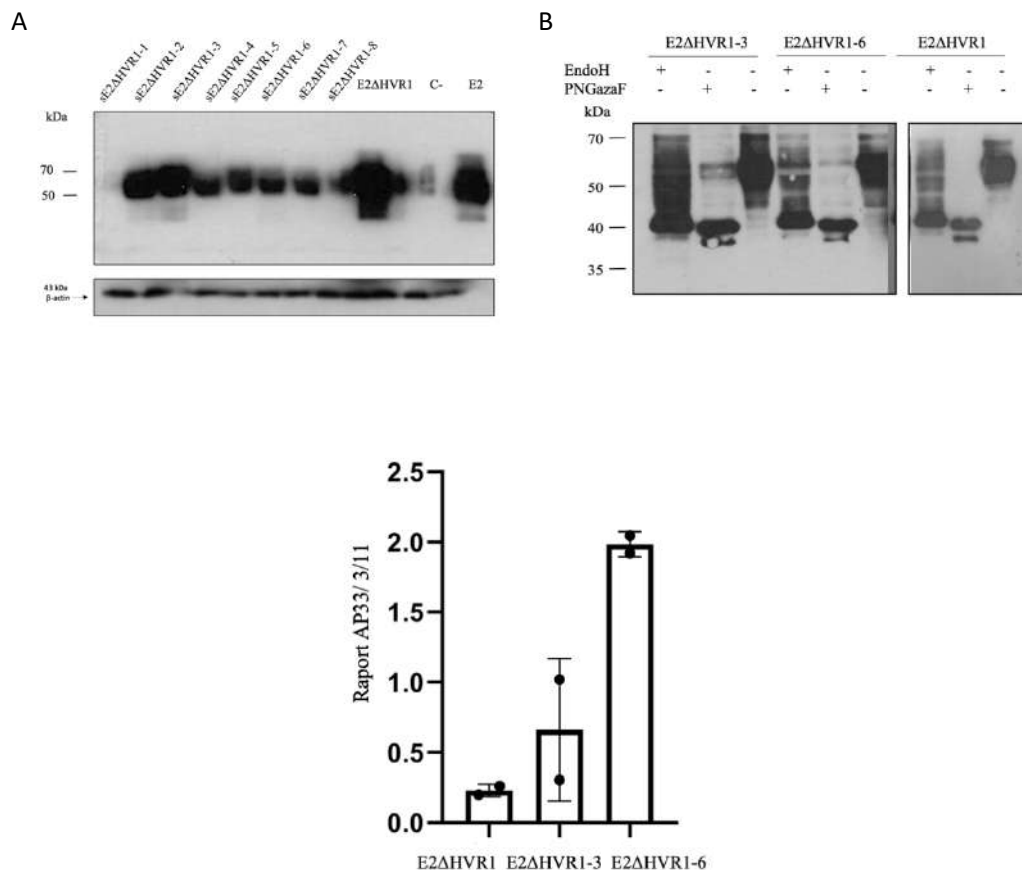 A
sE2ΔHVR1-1
sE2ΔHVR1-2
sE2ΔHVR1-3
sE2ΔHVR1-4
sE2ΔHVR1-5
sE2ΔHVR1-6
sE2ΔHVR1-7
sE2ΔHVR1-8
E2ΔHVR1 C- E2
kDa
70
50
43 kDa
β-actin
B
E2ΔHVR1-3 E2ΔHVR1-6 E2ΔHVR1
EndoH + - - + - - + - -
PNGazaF - + - - + - - + -
kDa
70
50
40
35
2.5
2.0
1.5
1.0
0.5
0.0
Raport AP33/ 3/11
E2ΔHVR1 E2ΔHVR1-3 E2ΔHVR1-6